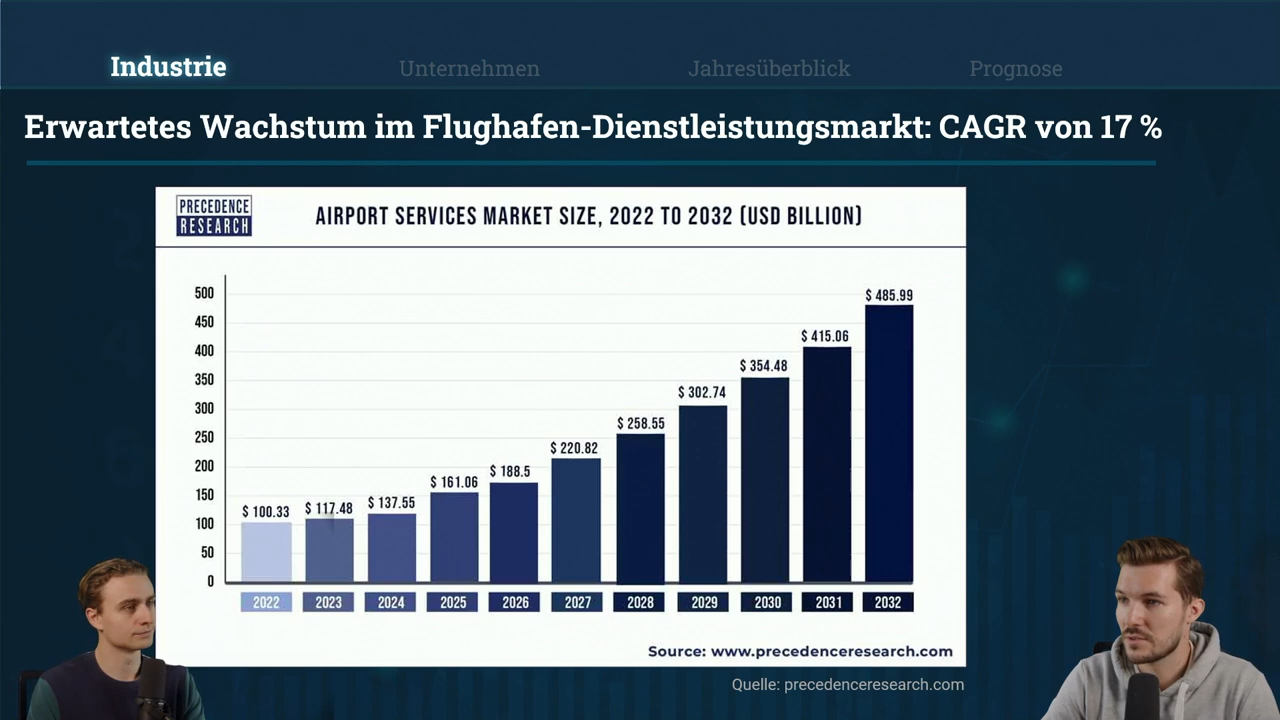 Industrie Unternehmen Jahresüberblick Prognose
Erwartetes Wachstum im Flughafen-Dienstleistungsmarkt: CAGR von 17 %
PRECEDENCE
RESEARCH
AIRPORT SERVICES MARKET SIZE, 2022 TO 2032 (USD BILLION)
500
450
400
350
300
250
200
150
100
50
0
$ 100.33
$ 117.48
$ 137.55
$ 161.06
$ 188.5
$ 220.82
$ 258.55
$ 302.74
$ 354.48
$ 415.06
$ 485.99
2022 2023 2024 2025 2026 2027 2028 2029 2030 2031 2032
Source: www.precedenceresearch.com
Quelle: precedenceresearch.com